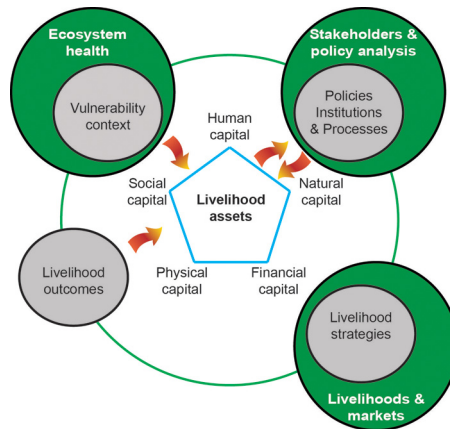 Ecosystem
health
Vulnerability
context
Stakeholders &
policy analysis
Policies
Institutions
& Processes
Human
capital
Social
capital
Livelihood
assets
Natural
capital
Physical
capital
Financial
capital
Livelihood
outcomes
Livelihood
strategies
Livelihoods &
markets